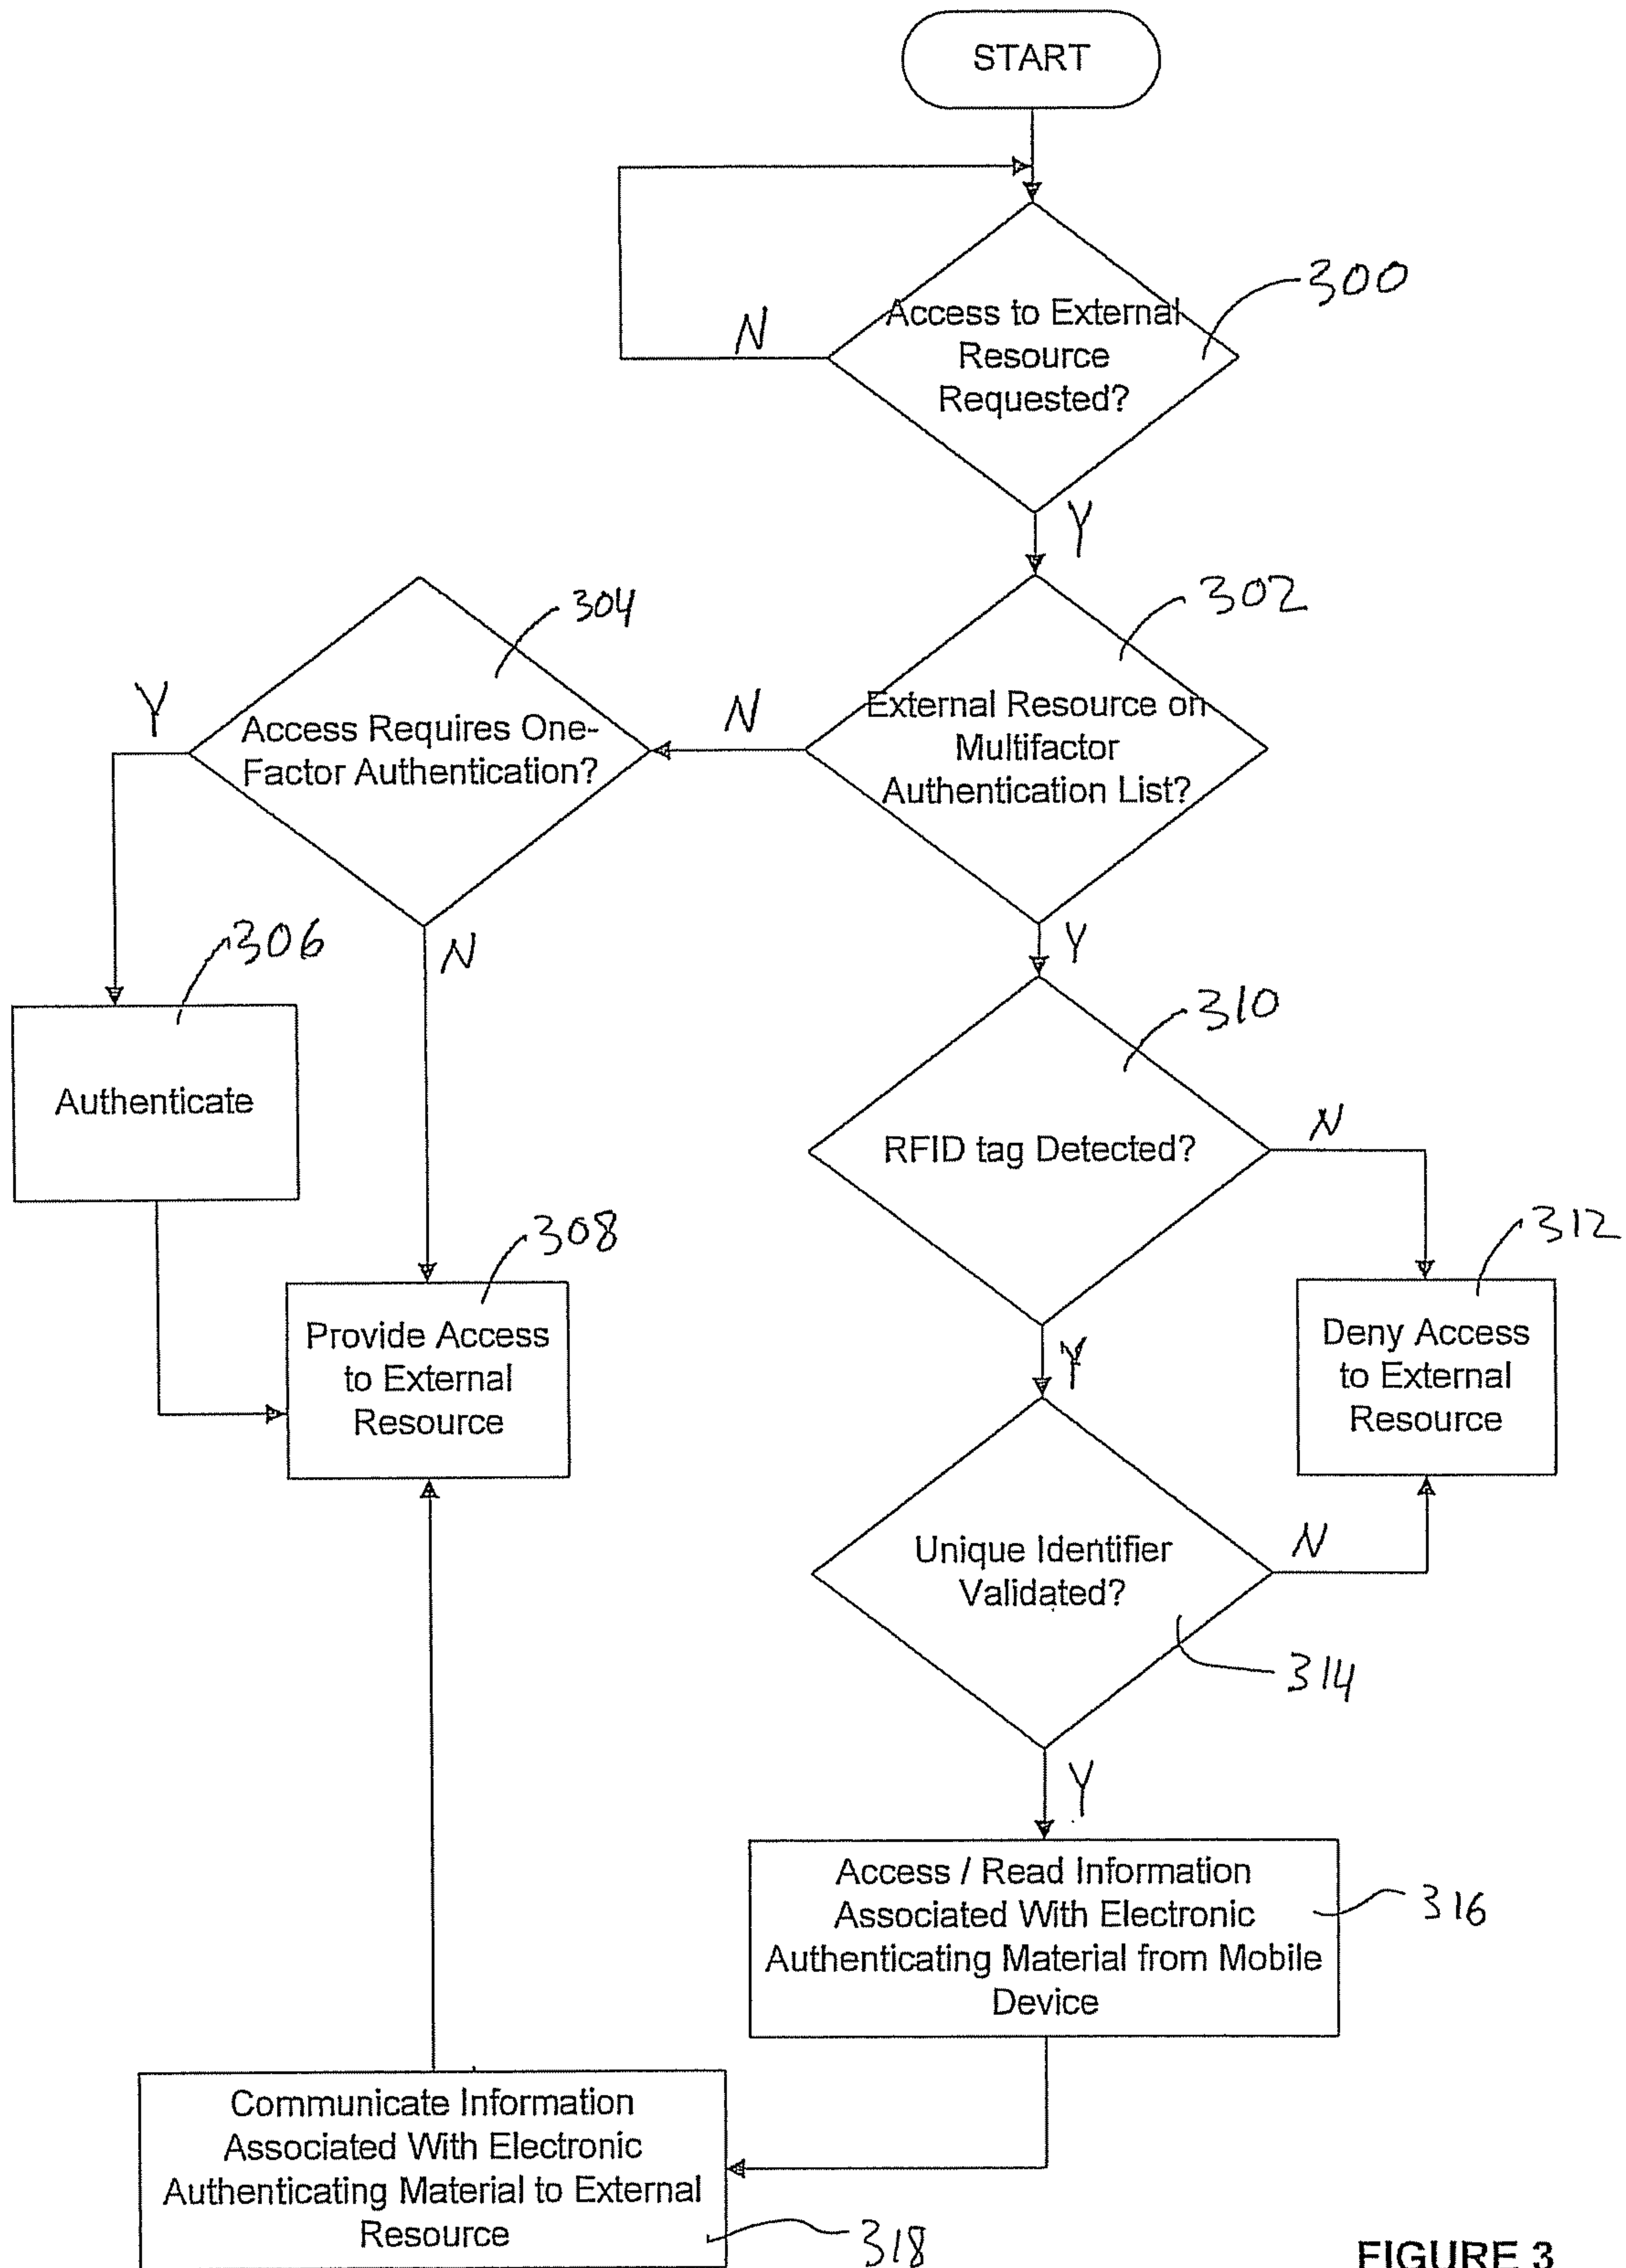 START
300
Access to External
Resource
Requested?
N
Y
302
External Resource on
Multifactor
Authentication List?
N
Y
304
Access Requires One-
Factor Authentication?
Y
N
306
Authenticate
308
Provide Access
to External
Resource
310
RFID tag Detected?
N
Y
312
Deny Access
to External
Resource
Unique Identifier
Validated?
N
314
Y
Access / Read Information
Associated With Electronic
Authenticating Material from Mobile
Device
316
Communicate Information
Associated With Electronic
Authenticating Material to External
Resource
318
FIGURE 3